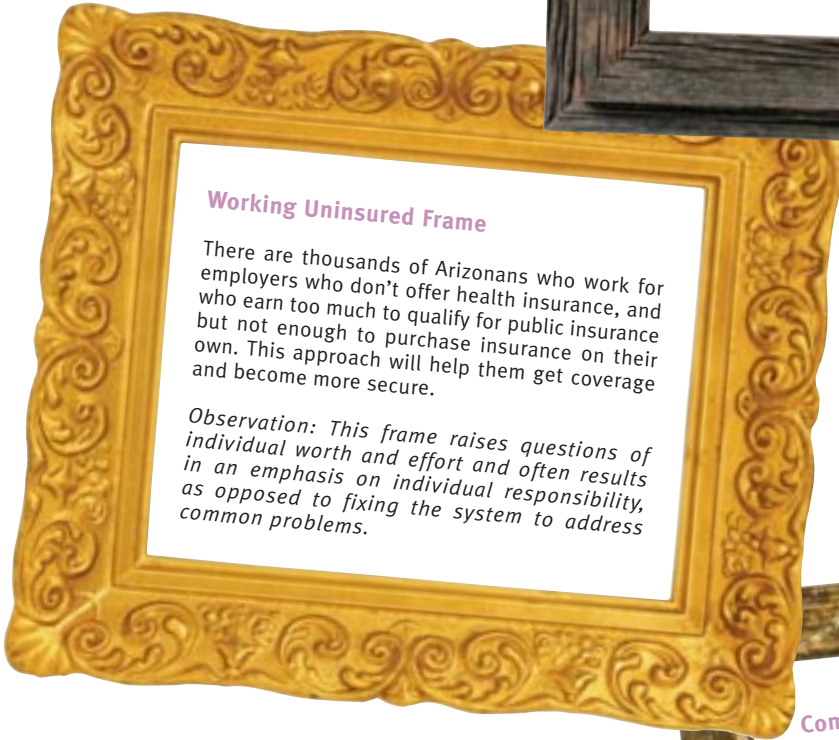 Working Uninsured Frame
There are thousands of Arizonans who work for
employers who don’t offer health insurance, and
who earn too much to qualify for public insurance
but not enough to purchase insurance on their
own. This approach will help them get coverage
and become more secure.
Observation: This frame raises questions of
individual worth and effort and often results
in an emphasis on individual responsibility,
as opposed to fixing the system to address
common problems.